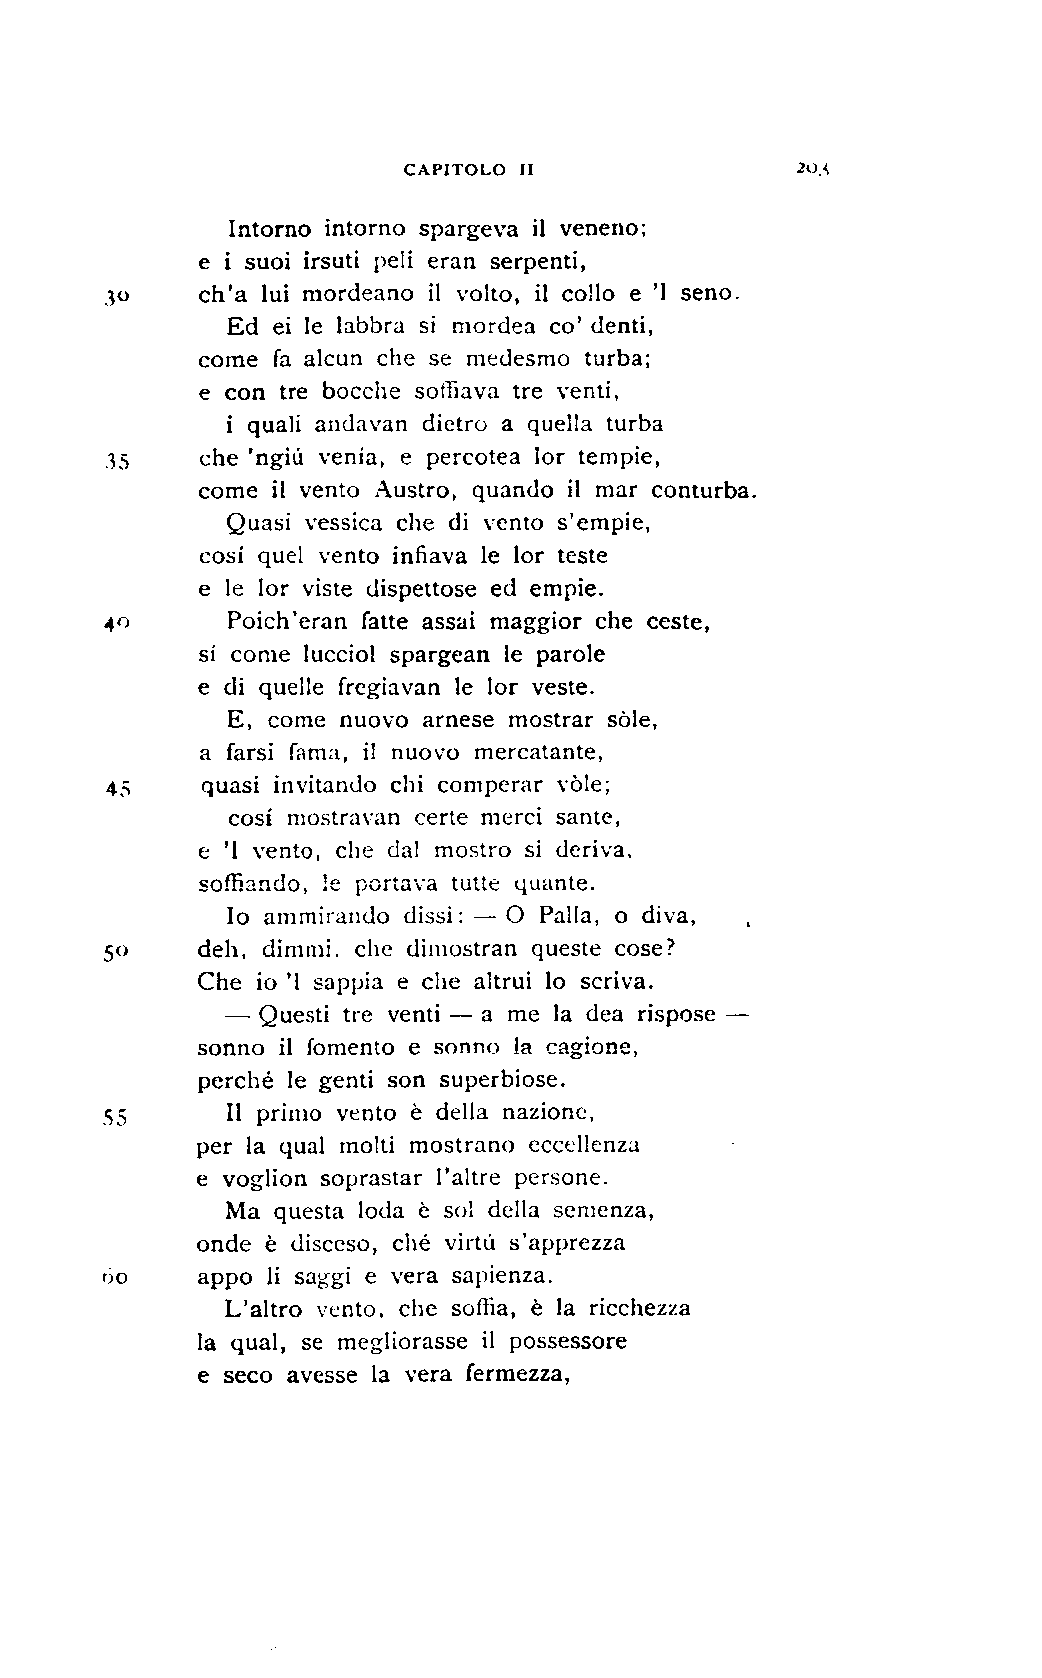 CAPITOLO II
Intorno intorno spargeva il veneno;
e i suoi irsuti peli eran serpenti,
30 ch'a lui mordeano il volto, il collo e 'l seno.
Ed ei le labbra si mordea co' denti,
come fa alcun che se medesmo turba;
e con tre bocche soffiava tre venti,
i quali andavan dietro a quella turba
35 che 'ngiú venía, e percotea lor tempie,
come il vento Austro, quando il mar conturba.
Quasi vessica che di vento s'empie,
cosí quel vento infiava le lor teste
e le lor viste dispettose ed empie.
40 Poich'eran fatte assai maggior che ceste,
sí come lucciol spargean le parole
e di quelle fregiavan le lor veste.
E, come nuovo arnese mostrar sòle,
a farsi fama, il nuovo mercatante,
45 quasi invitando chi comperar vòle;
cosí mostravan certe merci sante,
e 'l vento, che dal mostro si deriva,
soffiando, le portava tutte quante.
Io ammirando dissi: — O Palla, o diva,
50 deh, dimmi. che dimostran queste cose?
Che io 'l sappia e che altrui lo scriva.
— Questi tre venti — a me la dea rispose —
sonno il fomento e sonno la cagione,
perché le genti son superbiose.
55 Il primo vento è della nazione,
per la qual molti mostrano eccellenza
e voglion soprastar l'altre persone.
Ma questa loda è sol della semenza,
onde è disceso, ché virtú s'apprezza
60 appo li saggi e vera sapienza.
L'altro vento, che soffia, è la ricchezza
la qual, se megliorasse il possessore
e seco avesse la vera fermezza,